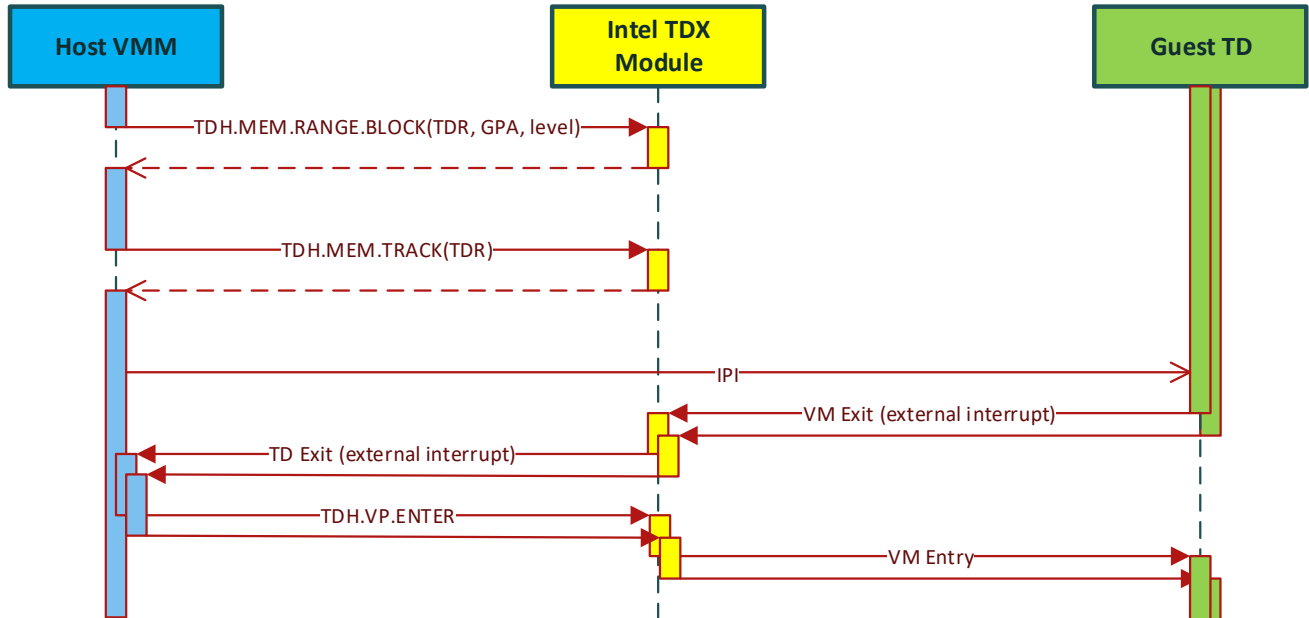 Host VMM
Intel TDX
Module
Guest TD
TDH.MEM.RANGE.BLOCK(TDR, GPA, level)
TDH.MEM.TRACK(TDR)
IPI
VM Exit (external interrupt)
TD Exit (external interrupt)
TDH.VP.ENTER
VM Entry